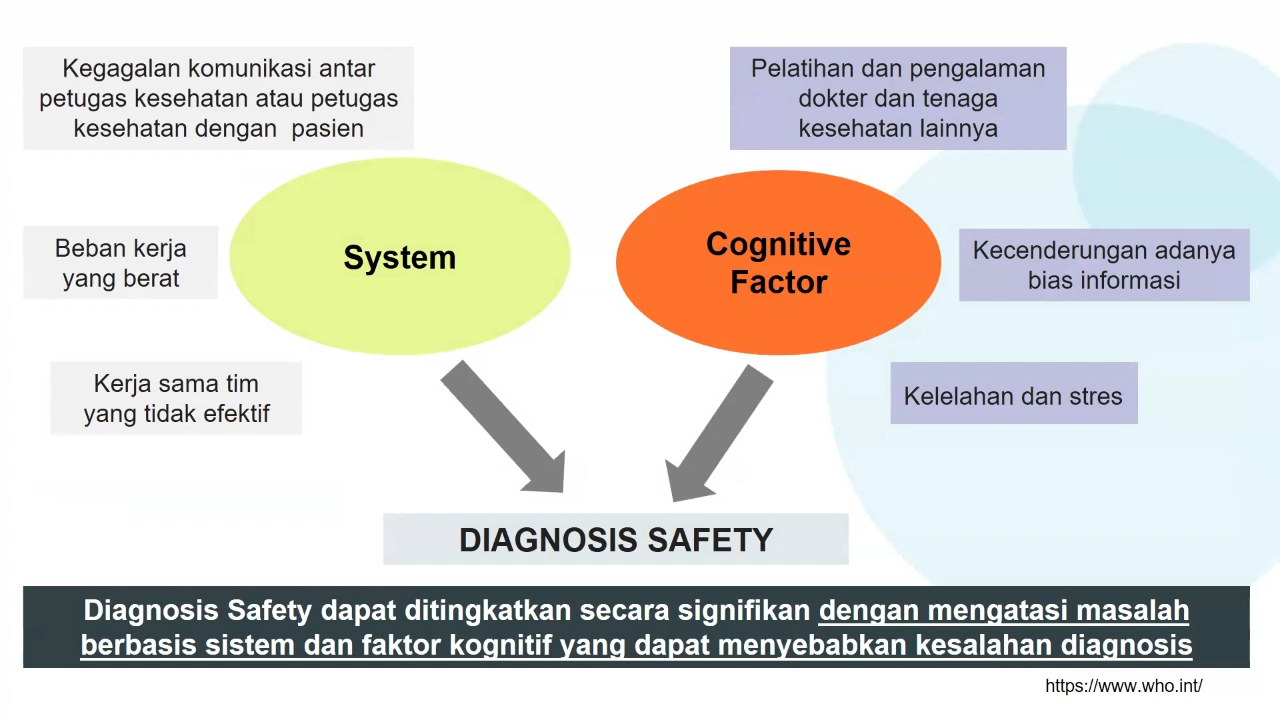 Kegagalan komunikasi antar
petugas kesehatan atau petugas
kesehatan dengan pasien
Pelatihan dan pengalaman
dokter dan tenaga
kesehatan lainnya
Beban kerja
yang berat
System
Cognitive
Factor
Kecenderungan adanya
bias informasi
Kerja sama tim
yang tidak efektif
Kelelahan dan stres
DIAGNOSIS SAFETY
Diagnosis Safety dapat ditingkatkan secara signifikan dengan mengatasi masalah
berbasis sistem dan faktor kognitif yang dapat menyebabkan kesalahan diagnosis
https://www.who.int/